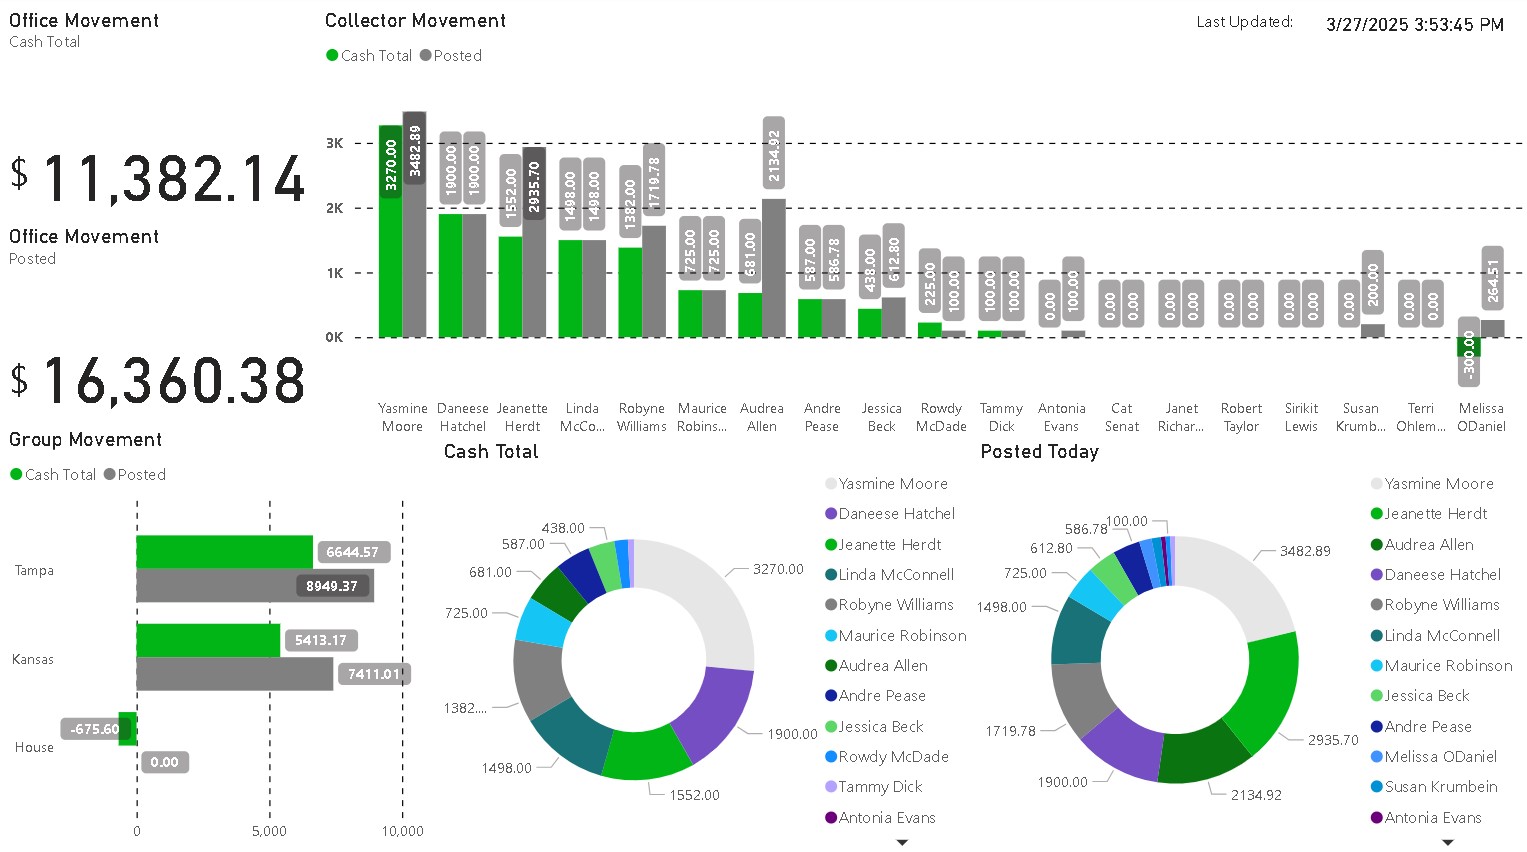 Office Movement
Cash Total
$ 11,382.14
Office Movement
Posted
$ 16,360.38
Collector Movement
Cash Total Posted
Last Updated: 3/27/2025 3:53:45 PM
3K
2K
1K
0K
3270.00 3482.89
1900.00 1900.00
1552.00 2935.70
1498.00 1498.00
1382.00 1719.78
725.00 725.00
681.00 2134.92
587.00 586.78
438.00 612.80
225.00 100.00
100.00 100.00
0.00 100.00
0.00 0.00
0.00 0.00
0.00 0.00
0.00 0.00
0.00 200.00
0.00 0.00
-300.00 264.51
Yasmine Moore
Daneese Hatchel
Jeanette Herdt
Linda McCo...
Robyne Williams
Maurice Robins...
Audrea Allen
Andre Pease
Jessica Beck
Rowdy McDade
Tammy Dick
Antonia Evans
Cat Senat
Janet Richar...
Robert Taylor
Sirikit Lewis
Susan Krumb...
Terri Ohlem...
Melissa ODaniel
Group Movement
Cash Total Posted
Tampa
6644.57
8949.37
Kansas
5413.17
7411.01
House
-675.60
0.00
0 5,000 10,000
Cash Total
438.00
587.00
681.00
725.00
1382....
1498.00
1552.00
1900.00
3270.00
Yasmine Moore
Daneese Hatchel
Jeanette Herdt
Linda McConnell
Robyne Williams
Maurice Robinson
Audrea Allen
Andre Pease
Jessica Beck
Rowdy McDade
Tammy Dick
Antonia Evans
Posted Today
100.00
586.78
612.80
725.00
1498.00
1719.78
1900.00
2134.92
2935.70
3482.89
Yasmine Moore
Jeanette Herdt
Audrea Allen
Daneese Hatchel
Robyne Williams
Linda McConnell
Maurice Robinson
Jessica Beck
Andre Pease
Melissa ODaniel
Susan Krumbein
Antonia Evans